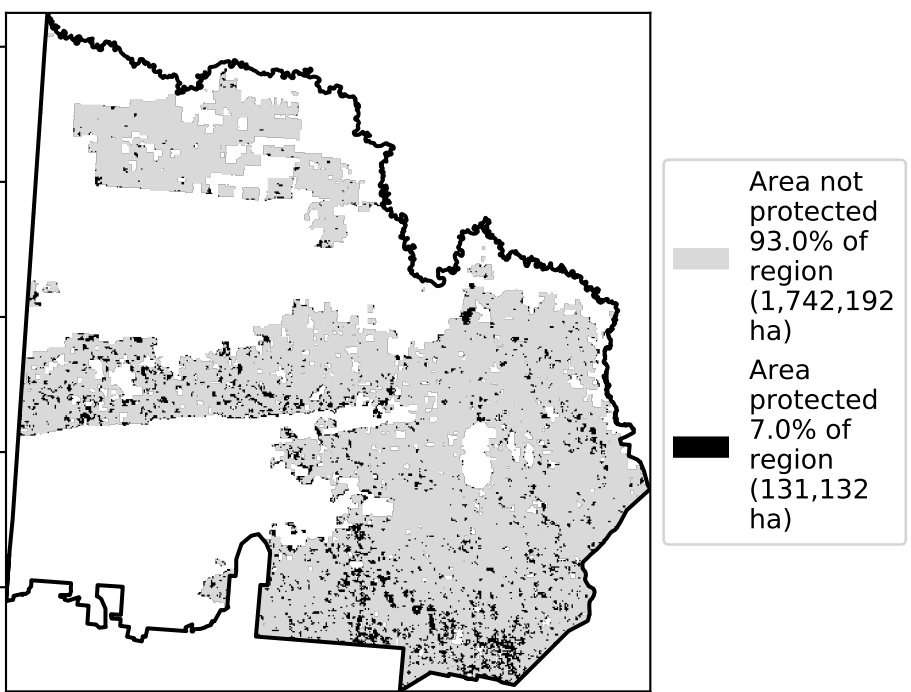 Area not
protected
93.0% of
region
(1,742,192
ha)
Area
protected
7.0% of
region
(131,132
ha)